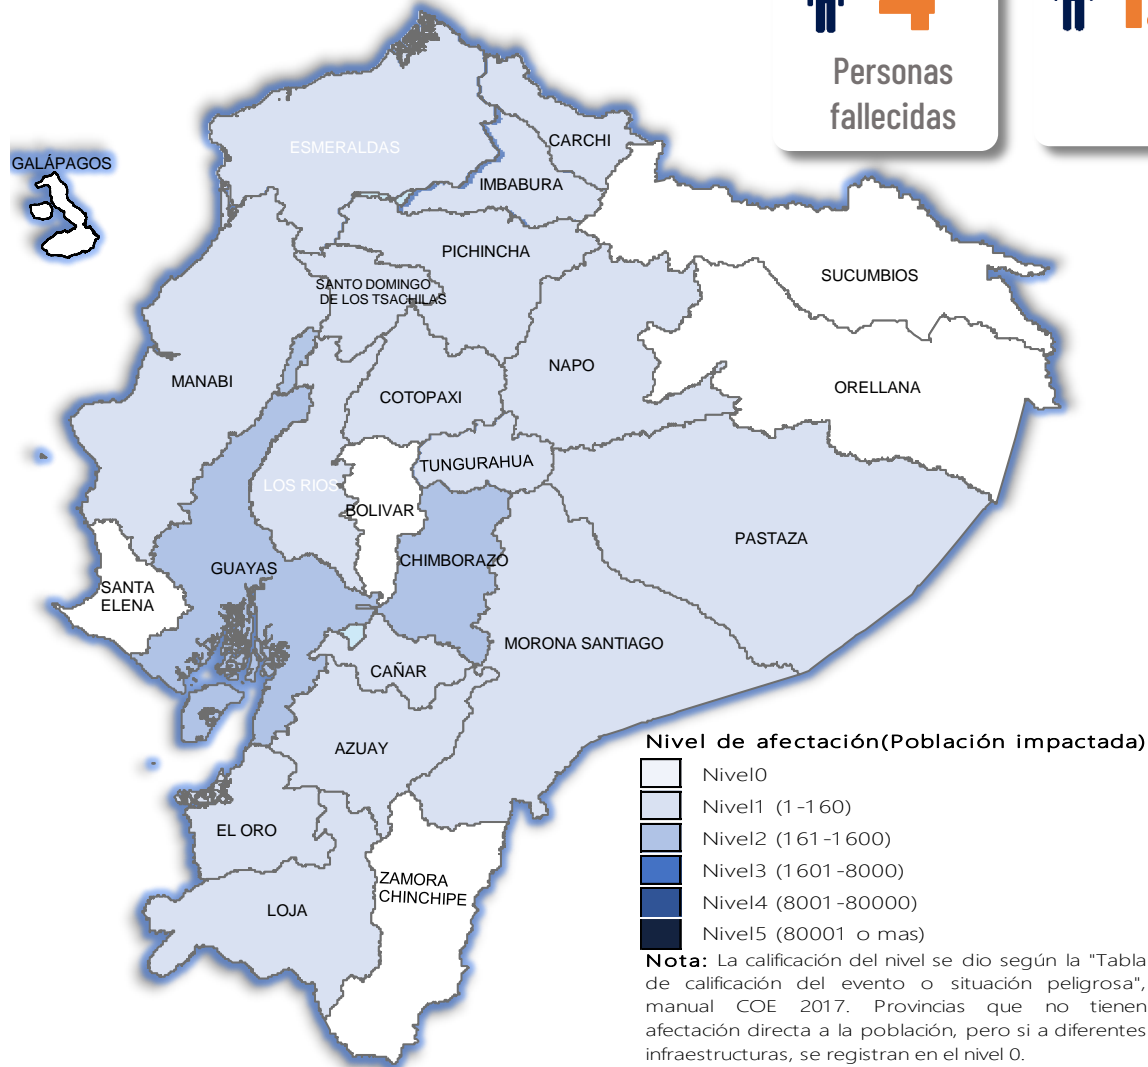 Personas
fallecidas
GALÁPAGOS
ESMERALDAS
CARCHI
IMBABURA
PICHINCHA
SUCUMBIOS
SANTO DOMINGO
DE LOS TSACHILAS
MANABI
COTOPAXI
NAPO
ORELLANA
TUNGURAHUA
LOS RIOS
BOLIVAR
PASTAZA
CHIMBORAZO
GUAYAS
SANTA
ELENA
MORONA SANTIAGO
CAÑAR
AZUAY
EL ORO
ZAMORA
CHINCHIPE
LOJA
Nivel de afectación(Población impactada)
Nivel0
Nivel1 (1-160)
Nivel2 (161-1600)
Nivel3 (1601-8000)
Nivel4 (8001-80000)
Nivel5 (80001 o mas)
Nota: La calificación del nivel se dio según la "Tabla
de calificación del evento o situación peligrosa",
manual COE 2017. Provincias que no tienen
afectación directa a la población, pero si a diferentes
infraestructuras, se registran en el nivel 0.